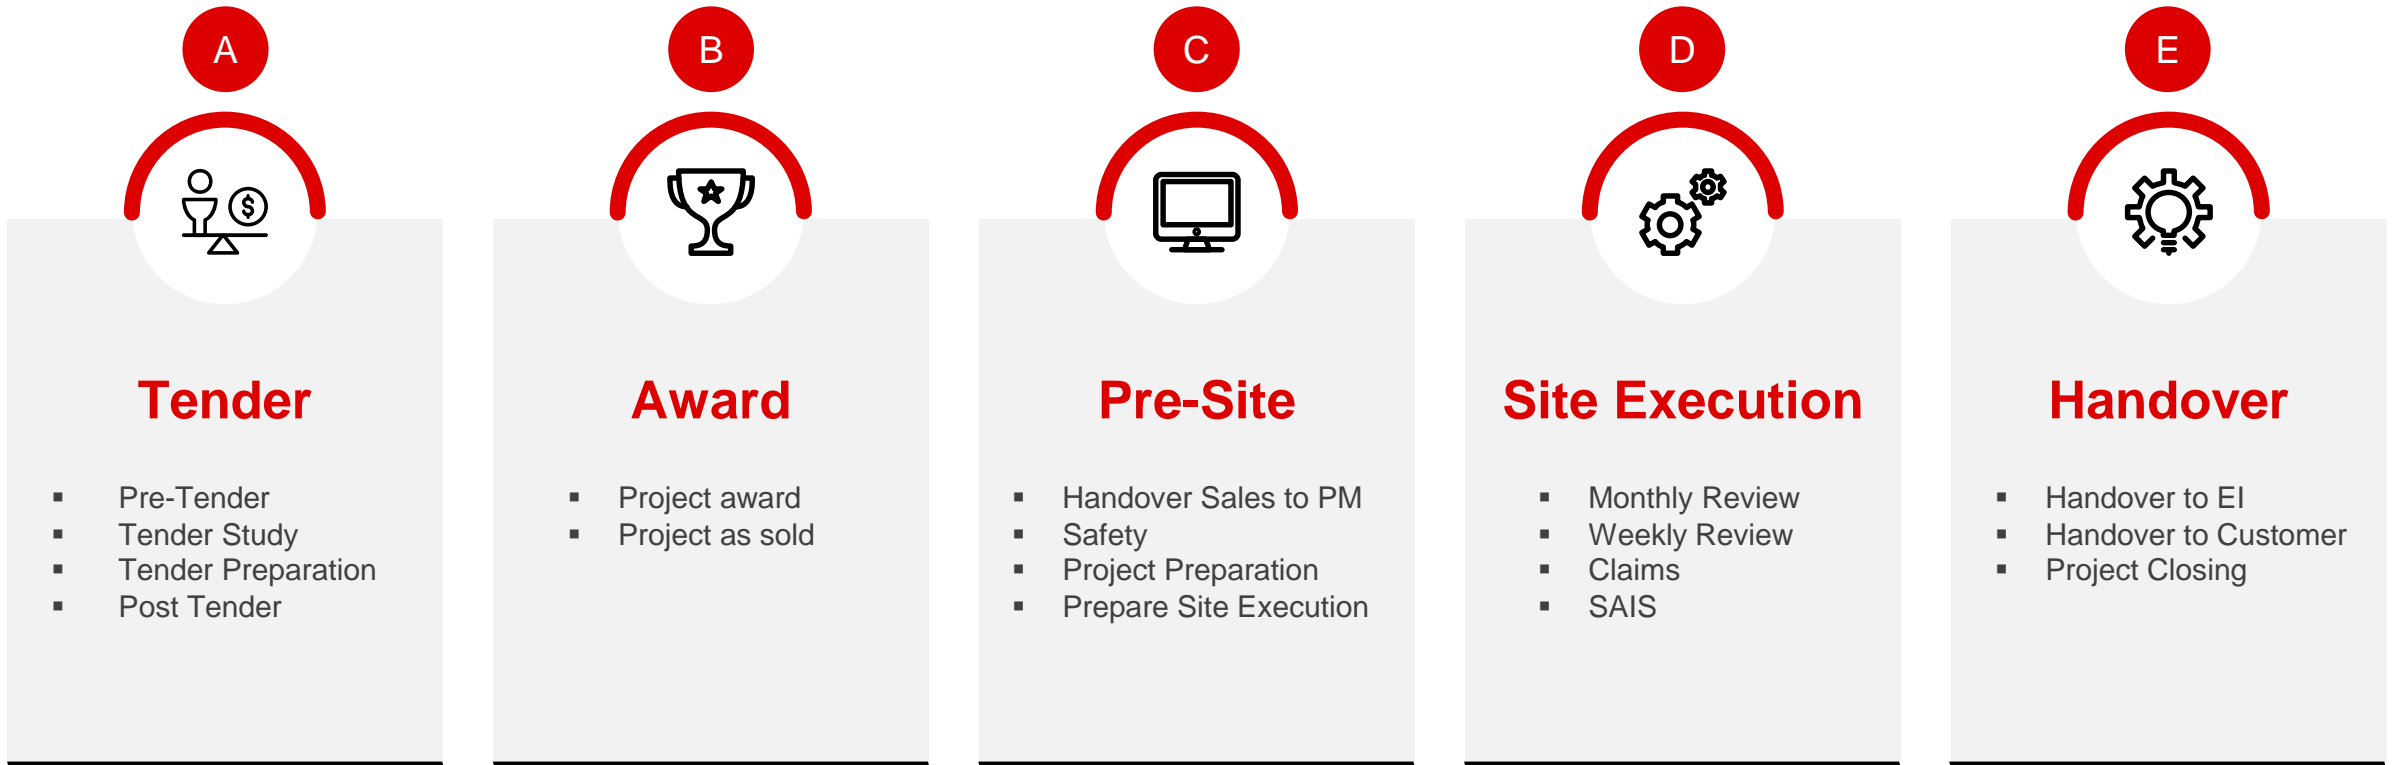 A
Tender
▪ Pre-Tender
▪ Tender Study
▪ Tender Preparation
▪ Post Tender
B
Award
▪ Project award
▪ Project as sold
C
Pre-Site
▪ Handover Sales to PM
▪ Safety
▪ Project Preparation
▪ Prepare Site Execution
D
Site Execution
▪ Monthly Review
▪ Weekly Review
▪ Claims
▪ SAIS
E
Handover
▪ Handover to EI
▪ Handover to Customer
▪ Project Closing